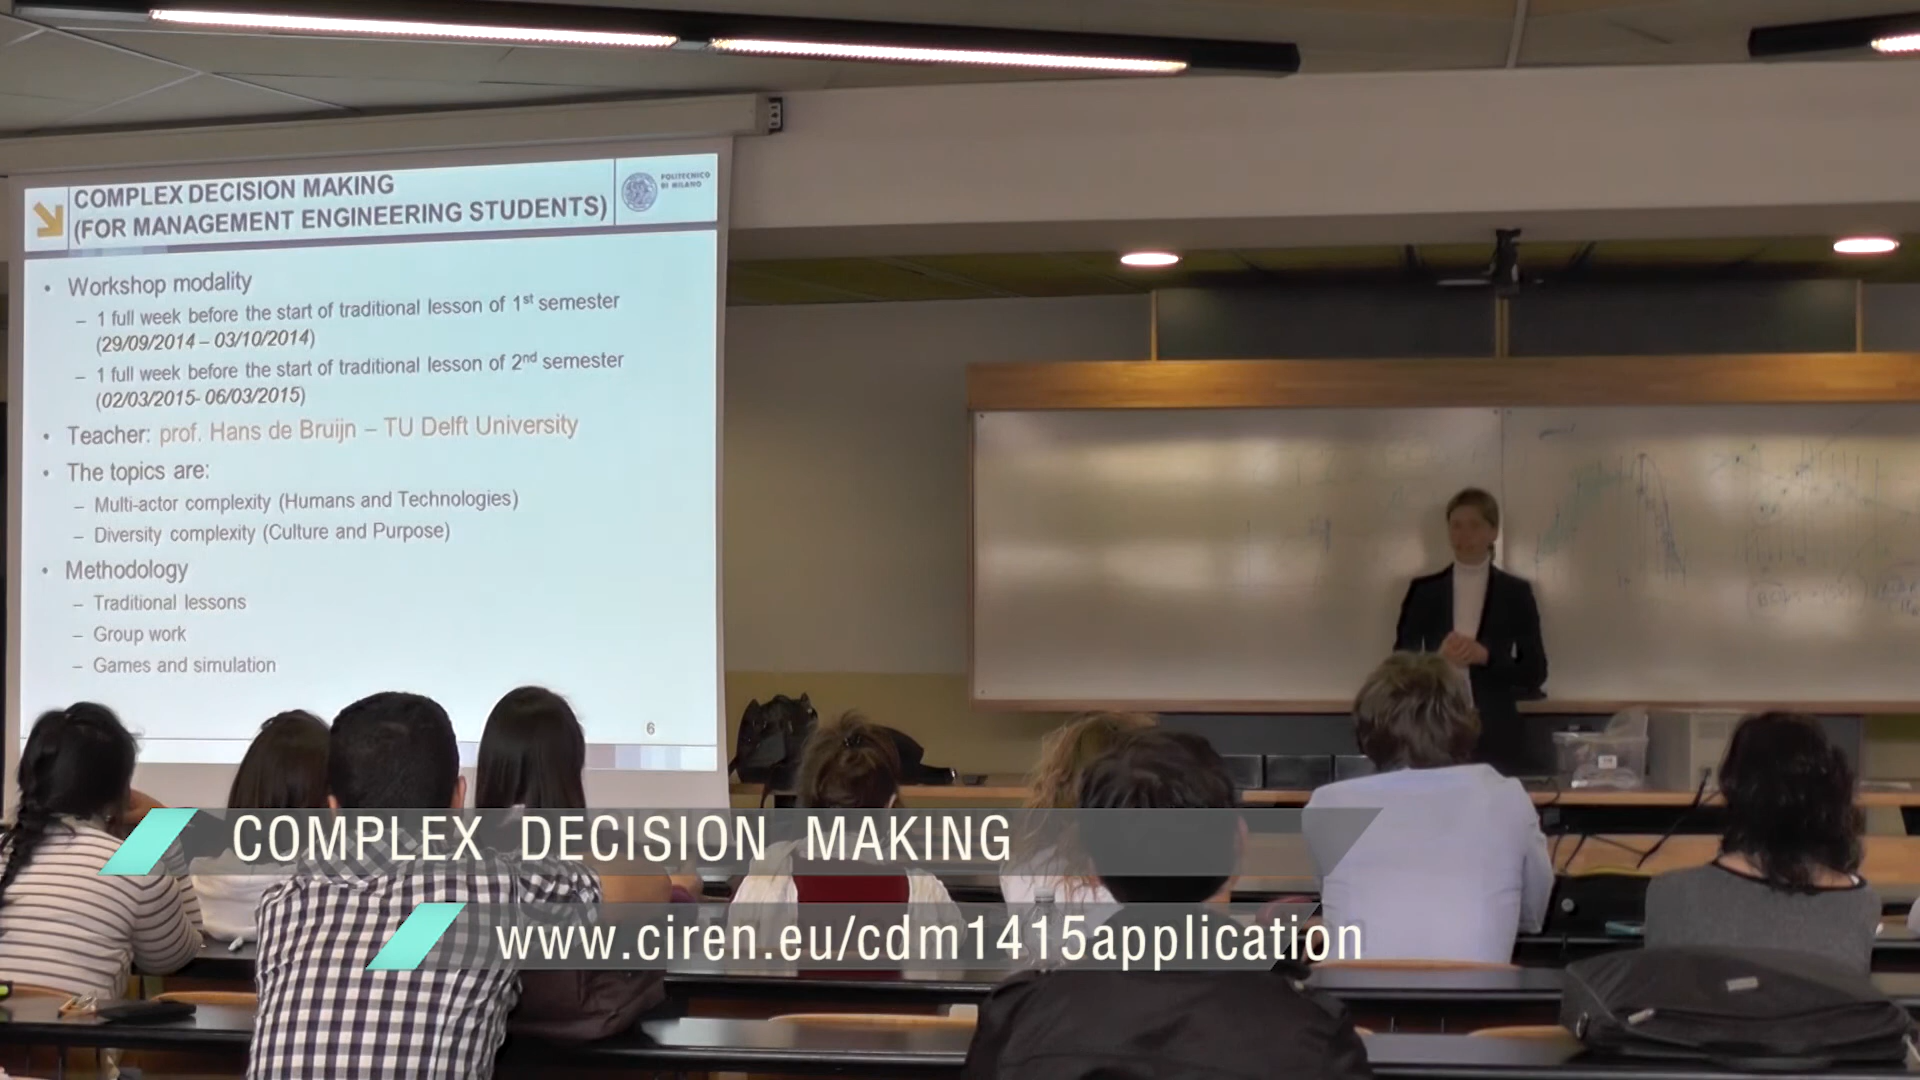 COMPLEX DECISION MAKING
(FOR MANAGEMENT ENGINEERING STUDENTS)
POLITECNICO
DI MILANO
• Workshop modality
– 1 full week before the start of traditional lesson of 1st semester
(29/09/2014 – 03/10/2014)
– 1 full week before the start of traditional lesson of 2nd semester
(02/03/2015- 06/03/2015)
• Teacher: prof. Hans de Bruijn – TU Delft University
• The topics are:
– Multi-actor complexity (Humans and Technologies)
– Diversity complexity (Culture and Purpose)
• Methodology
– Traditional lessons
– Group work
– Games and simulation
6
COMPLEX DECISION MAKING
www.ciren.eu/cdm1415application